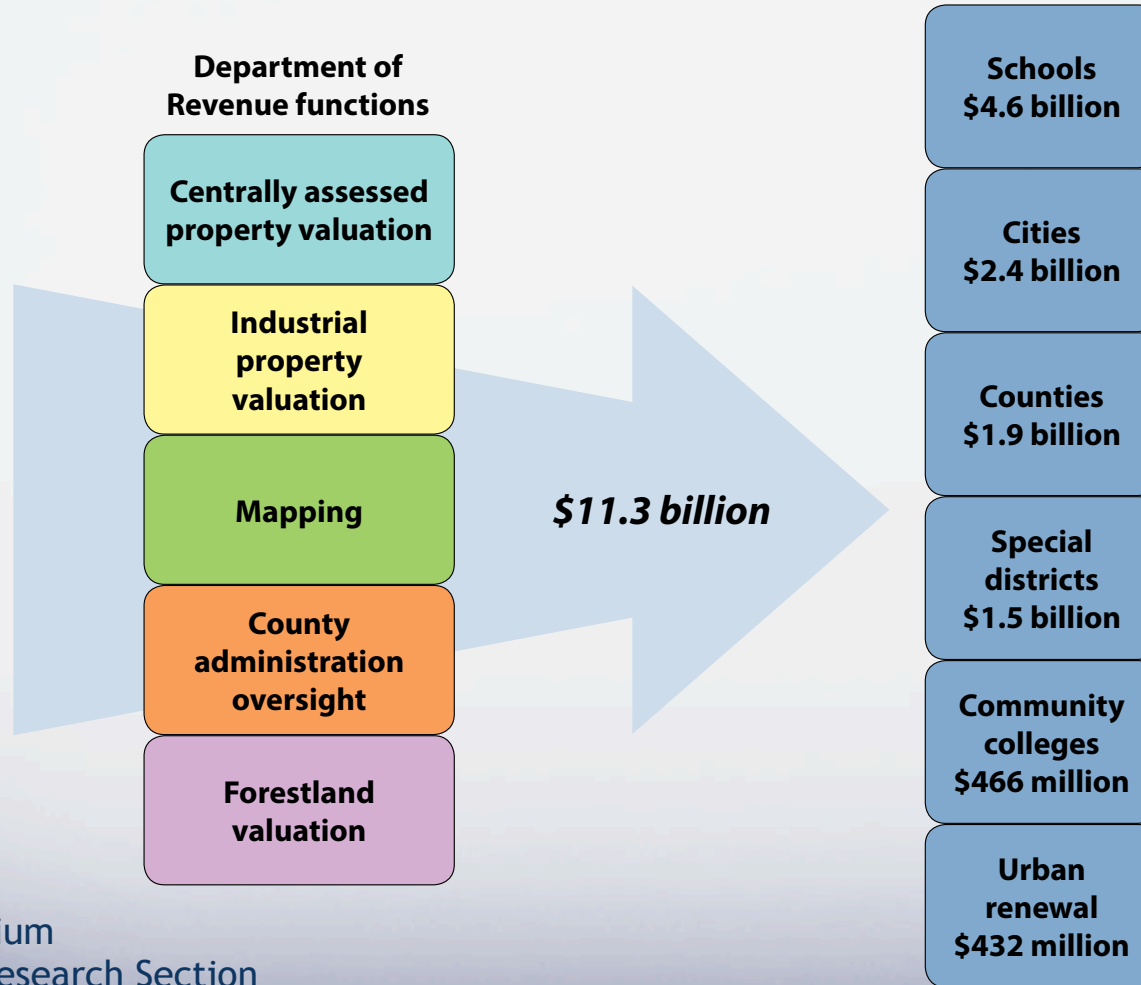 Department of
Revenue functions
Centrally assessed
property valuation
Industrial
property
valuation
Mapping
County
administration
oversight
Forestland
valuation
$11.3 billion
Schools
$4.6 billion
Cities
$2.4 billion
Counties
$1.9 billion
Special
districts
$1.5 billion
Community
colleges
$466 million
Urban
renewal
$432 million
Section